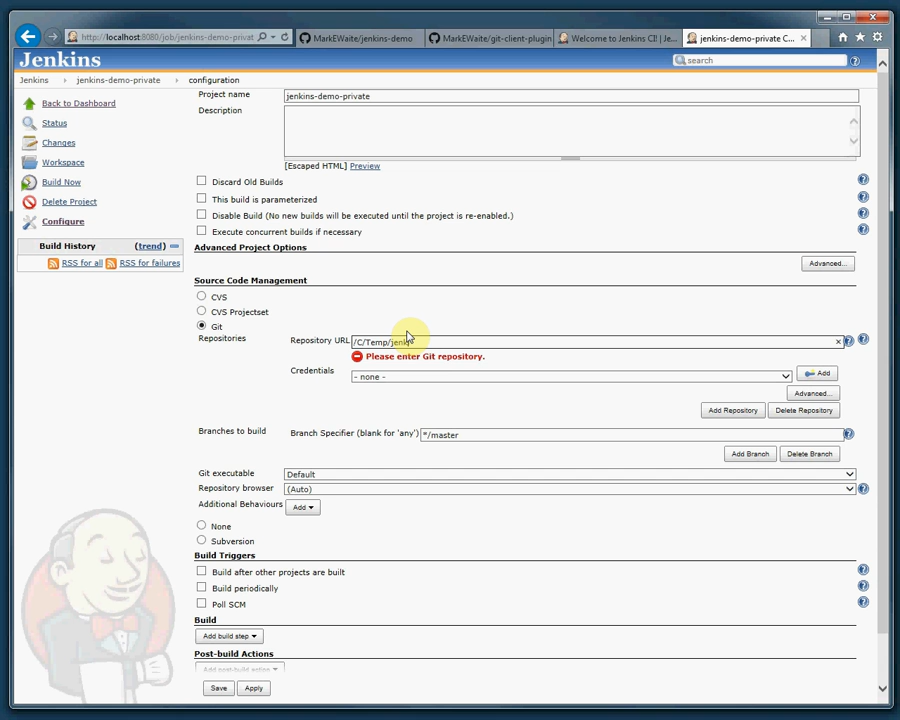 http://localhost:8080/job/jenkins-demo-privat
MarkEWaite/jenkins-demo
MarkEWaite/git-client-plugin
Welcome to Jenkins CI! | Je...
jenkins-demo-private C...
Jenkins
search
Jenkins
jenkins-demo-private
configuration
Back to Dashboard
Status
Changes
Workspace
Build Now
Delete Project
Configure
Build History (trend)
RSS for all RSS for failures
Project name jenkins-demo-private
Description
[Escaped HTML] Preview
Discard Old Builds
This build is parameterized
Disable Build (No new builds will be executed until the project is re-enabled.)
Execute concurrent builds if necessary
Advanced Project Options
Advanced...
Source Code Management
CVS
CVS Projectset
Git
Repositories Repository URL /C/Temp/jenk
Please enter Git repository.
Credentials - none - Add
Advanced...
Add Repository Delete Repository
Branches to build Branch Specifier (blank for 'any') */master
Add Branch Delete Branch
Git executable Default
Repository browser (Auto)
Additional Behaviours Add
None
Subversion
Build Triggers
Build after other projects are built
Build periodically
Poll SCM
Build
Add build step
Post-build Actions
Add post-build action
Save Apply